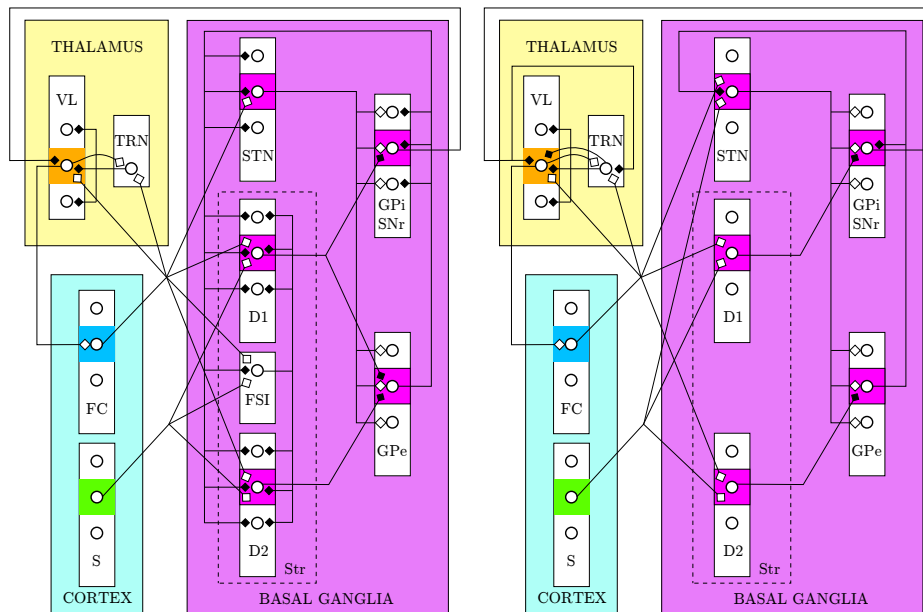 THALAMUS
VL
TRN
STN
GPi
SNr
D1
FSI
FC
GPe
S
D2
Str
CORTEX
BASAL GANGLIA
THALAMUS
VL
TRN
STN
GPi
SNr
D1
FC
GPe
S
D2
Str
CORTEX
BASAL GANGLIA